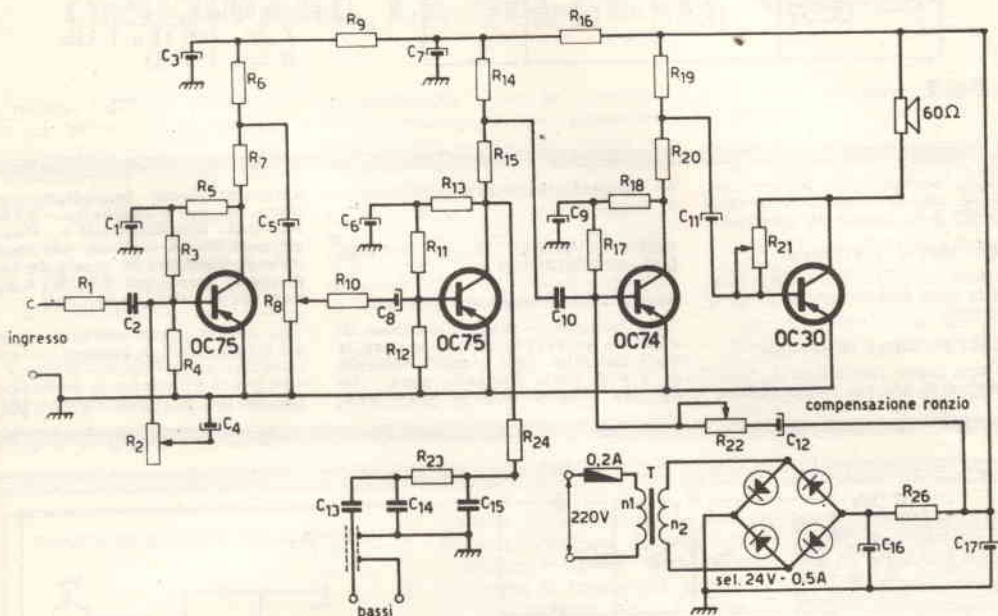 R9
R16
C3
C7
R6
R14
R19
60Ω
R7
R15
R20
R5
R13
R18
C1
R3
C5
C6
R11
C9
R17
C11
R21
R1
C2
R8
R10
C8
C10
ingresso
OC75
OC75
OC74
OC30
R4
R12
R2
C4
R24
R22
C12
compensazione ronzio
R23
C13
C14
C15
0,2A
T
220V
n1
n2
R26
C16
C17
sel. 24V - 0,5A
bassi